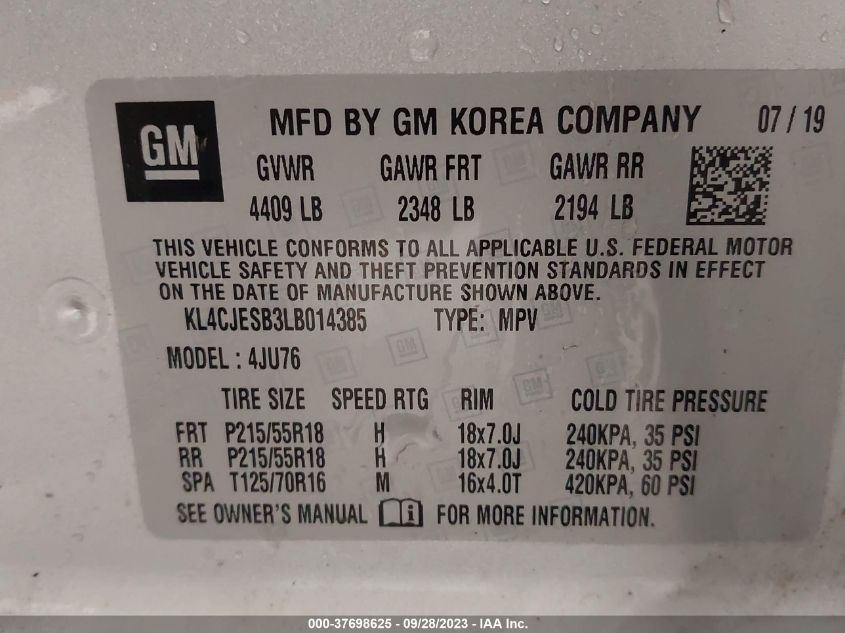 GM
MFD BY GM KOREA COMPANY 07 / 19
GVWR GAWR FRT GAWR RR
4409 LB 2348 LB 2194 LB
THIS VEHICLE CONFORMS TO ALL APPLICABLE U.S. FEDERAL MOTOR
VEHICLE SAFETY AND THEFT PREVENTION STANDARDS IN EFFECT
ON THE DATE OF MANUFACTURE SHOWN ABOVE.
KL4CJESB3LB014385 TYPE: MPV
MODEL : 4JU76
TIRE SIZE SPEED RTG RIM COLD TIRE PRESSURE
FRT P215/55R18 H 18x7.0J 240KPA, 35 PSI
RR P215/55R18 H 18x7.0J 240KPA, 35 PSI
SPA T125/70R16 M 16x4.0T 420KPA, 60 PSI
SEE OWNER'S MANUAL i FOR MORE INFORMATION.
000-37698625 - 09/28/2023 - IAA Inc.